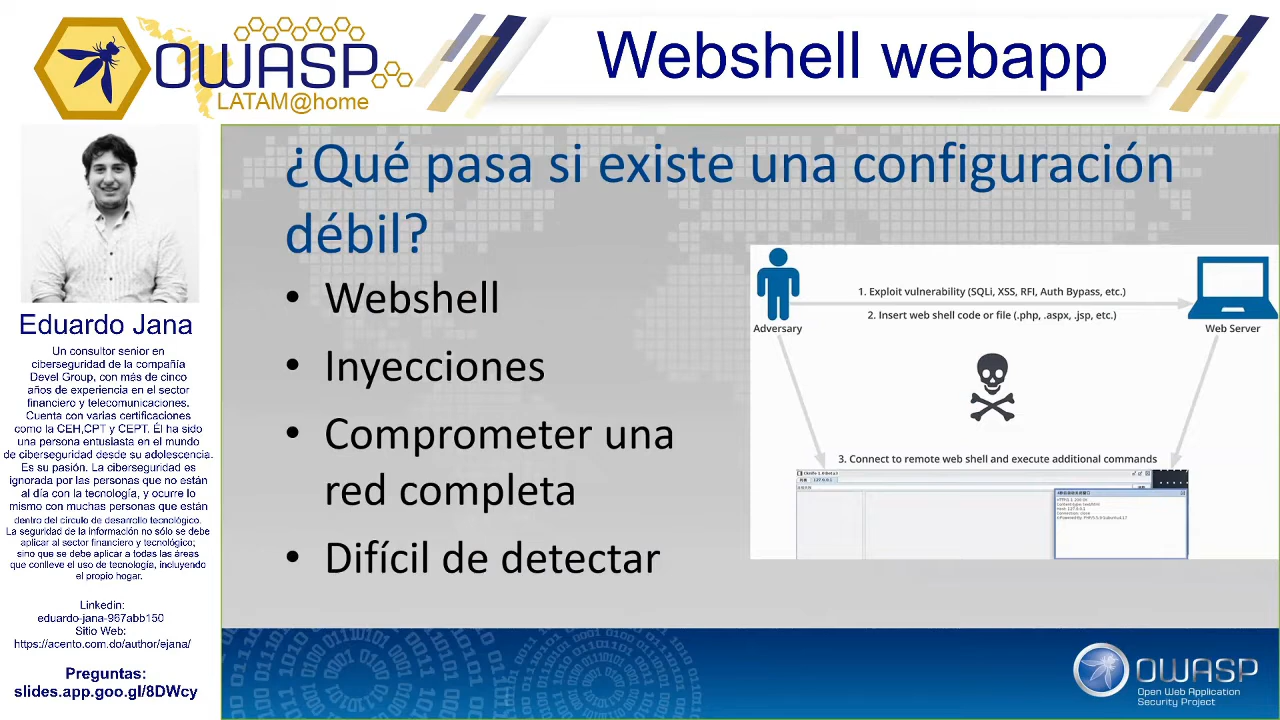 OWASP
LATAM@home
Webshell webapp
Eduardo Jana
Un consultor senior en
ciberseguridad de la compañía
Devel Group, con más de cinco
años de experiencia en el sector
financiero y telecomunicaciones.
Cuenta con varias certificaciones
como la CEH,CPT y CEPT. Él ha sido
una persona entusiasta en el mundo
de ciberseguridad desde su adolescencia.
Es su pasión. La ciberseguridad es
ignorada por las personas que no están
al día con la tecnología, y ocurre lo
mismo con muchas personas que están
dentro del circulo de desarrollo tecnológico.
La seguridad de la información no sólo se debe
aplicar al sector financiero y tecnológico;
sino que se debe aplicar a todas las áreas
que conlleve el uso de tecnología, incluyendo
el propio hogar.
Linkedin:
eduardo-jana-967abb150
Sitio Web:
https://acento.com.do/author/ejana/
Preguntas:
slides.app.goo.gl/8DWcy
¿Qué pasa si existe una configuración
débil?
• Webshell
• Inyecciones
• Comprometer una
red completa
• Difícil de detectar
1. Exploit vulnerability (SQLi, XSS, RFI, Auth Bypass, etc.)
2. Insert web shell code or file (.php, .aspx, .jsp, etc.)
Adversary
Web Server
3. Connect to remote web shell and execute additional commands
127.0.0.1
OWASP
Open Web Application
Security Project